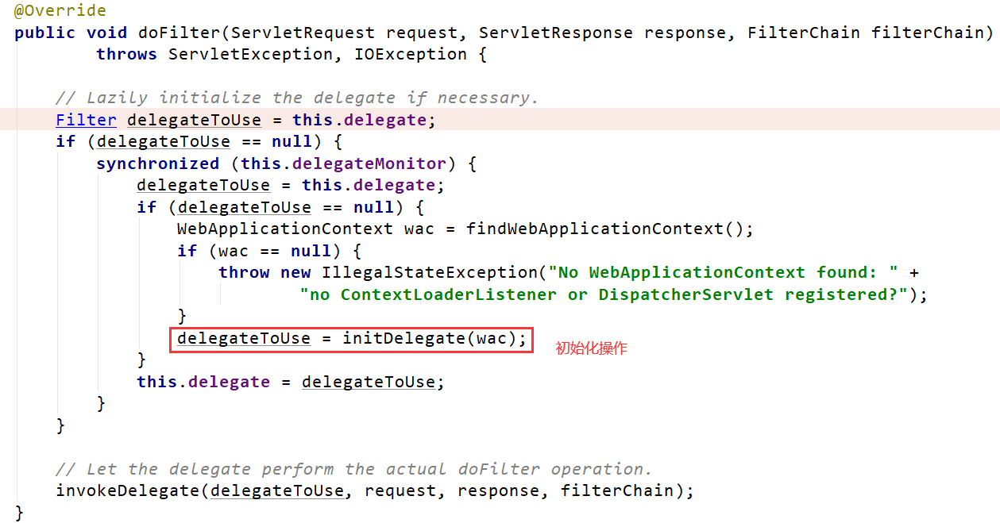 @Override
public void doFilter(ServletRequest request, ServletResponse response, FilterChain filterChain)
        throws ServletException, IOException {

    // Lazily initialize the delegate if necessary.
    Filter delegateToUse = this.delegate;
    if (delegateToUse == null) {
        synchronized (this.delegateMonitor) {
            delegateToUse = this.delegate;
            if (delegateToUse == null) {
                WebApplicationContext wac = findWebApplicationContext();
                if (wac == null) {
                    throw new IllegalStateException("No WebApplicationContext found: " +
                            "no ContextLoaderListener or DispatcherServlet registered?");
                }
                delegateToUse = initDelegate(wac); 初始化操作
            }
            this.delegate = delegateToUse;
        }
    }

    // Let the delegate perform the actual doFilter operation.
    invokeDelegate(delegateToUse, request, response, filterChain);
}